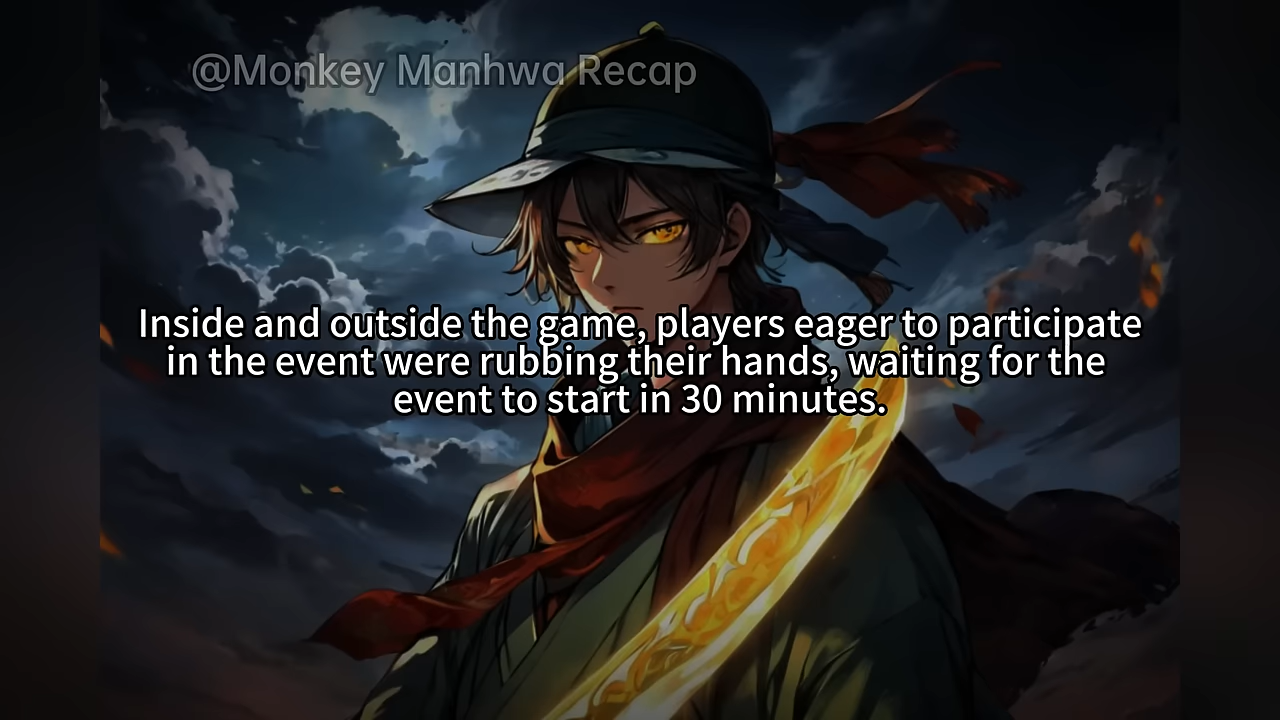 @Monkey Manhwa Recap
Inside and outside the game, players eager to participate
in the event were rubbing their hands, waiting for the
event to start in 30 minutes.